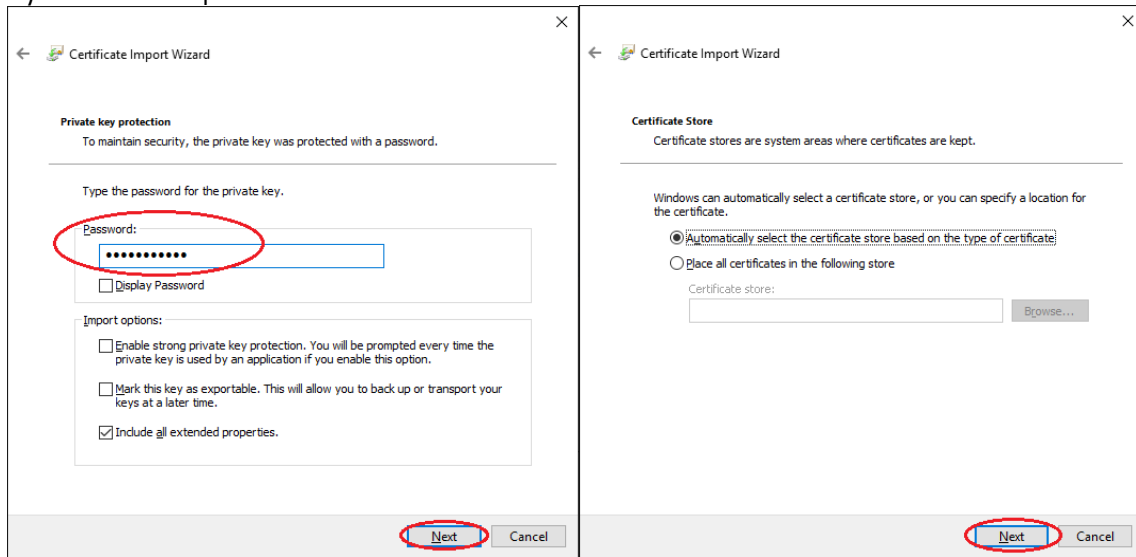 Certificate Import Wizard
Private key protection
To maintain security, the private key was protected with a password.
Type the password for the private key.
Password:
●●●●●●●●●●●
Display Password
Import options:
Enable strong private key protection. You will be prompted every time the
private key is used by an application if you enable this option.
Mark this key as exportable. This will allow you to back up or transport your
keys at a later time.
Include all extended properties.
Next
Cancel
Certificate Import Wizard
Certificate Store
Certificate stores are system areas where certificates are kept.
Windows can automatically select a certificate store, or you can specify a location for
the certificate.
Automatically select the certificate store based on the type of certificate
Place all certificates in the following store
Certificate store:
Browse...
Next
Cancel